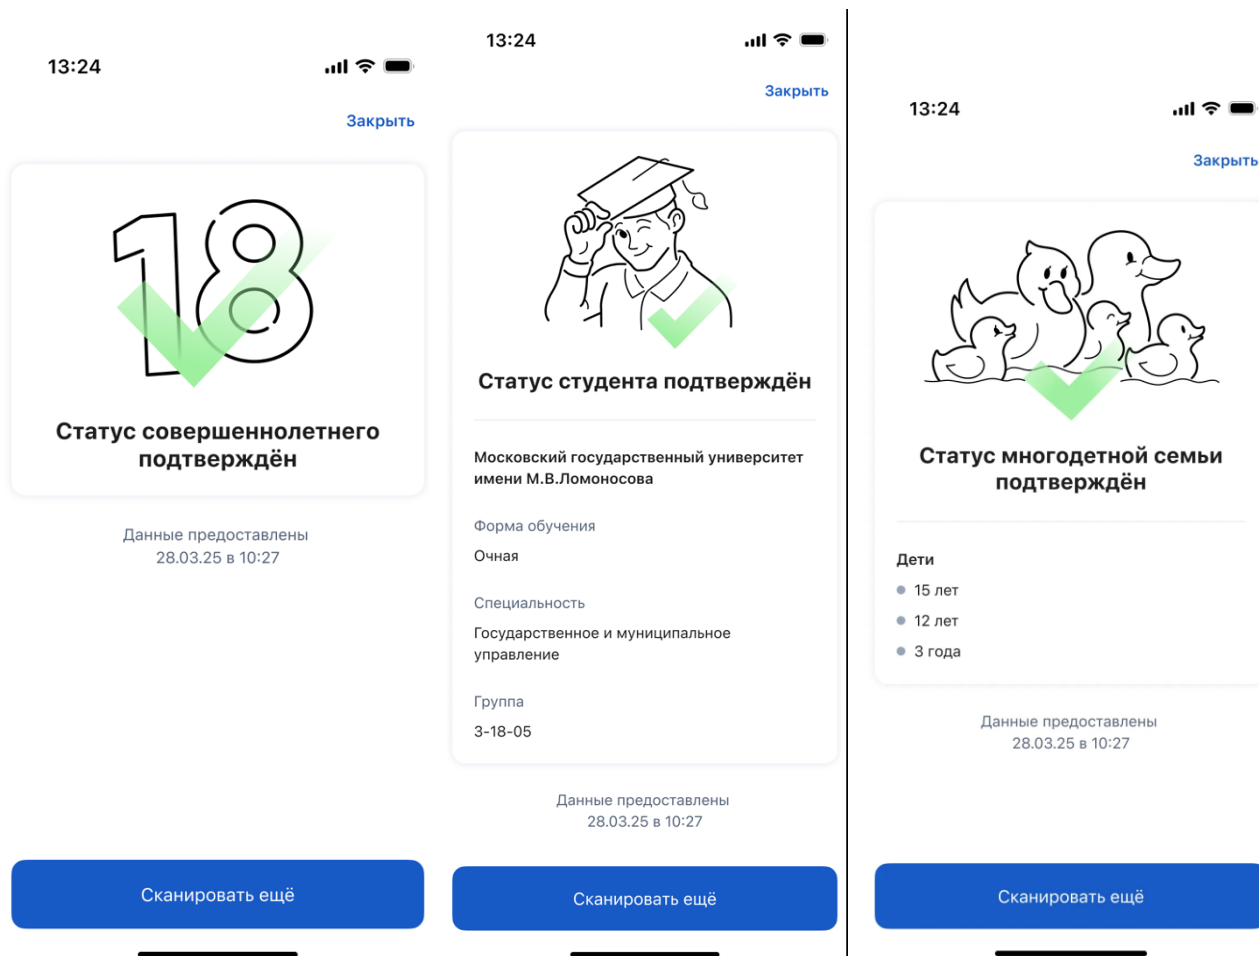 13:24
Закрыть
18
Статус совершеннолетнего
подтверждён
Данные предоставлены
28.03.25 в 10:27
Сканировать ещё
13:24
Закрыть
Статус студента подтверждён
Московский государственный университет
имени М.В.Ломоносова
Форма обучения
Очная
Специальность
Государственное и муниципальное
управление
Группа
3-18-05
Данные предоставлены
28.03.25 в 10:27
Сканировать ещё
13:24
Закрыть
Статус многодетной семьи
подтверждён
Дети
15 лет
12 лет
3 года
Данные предоставлены
28.03.25 в 10:27
Сканировать ещё